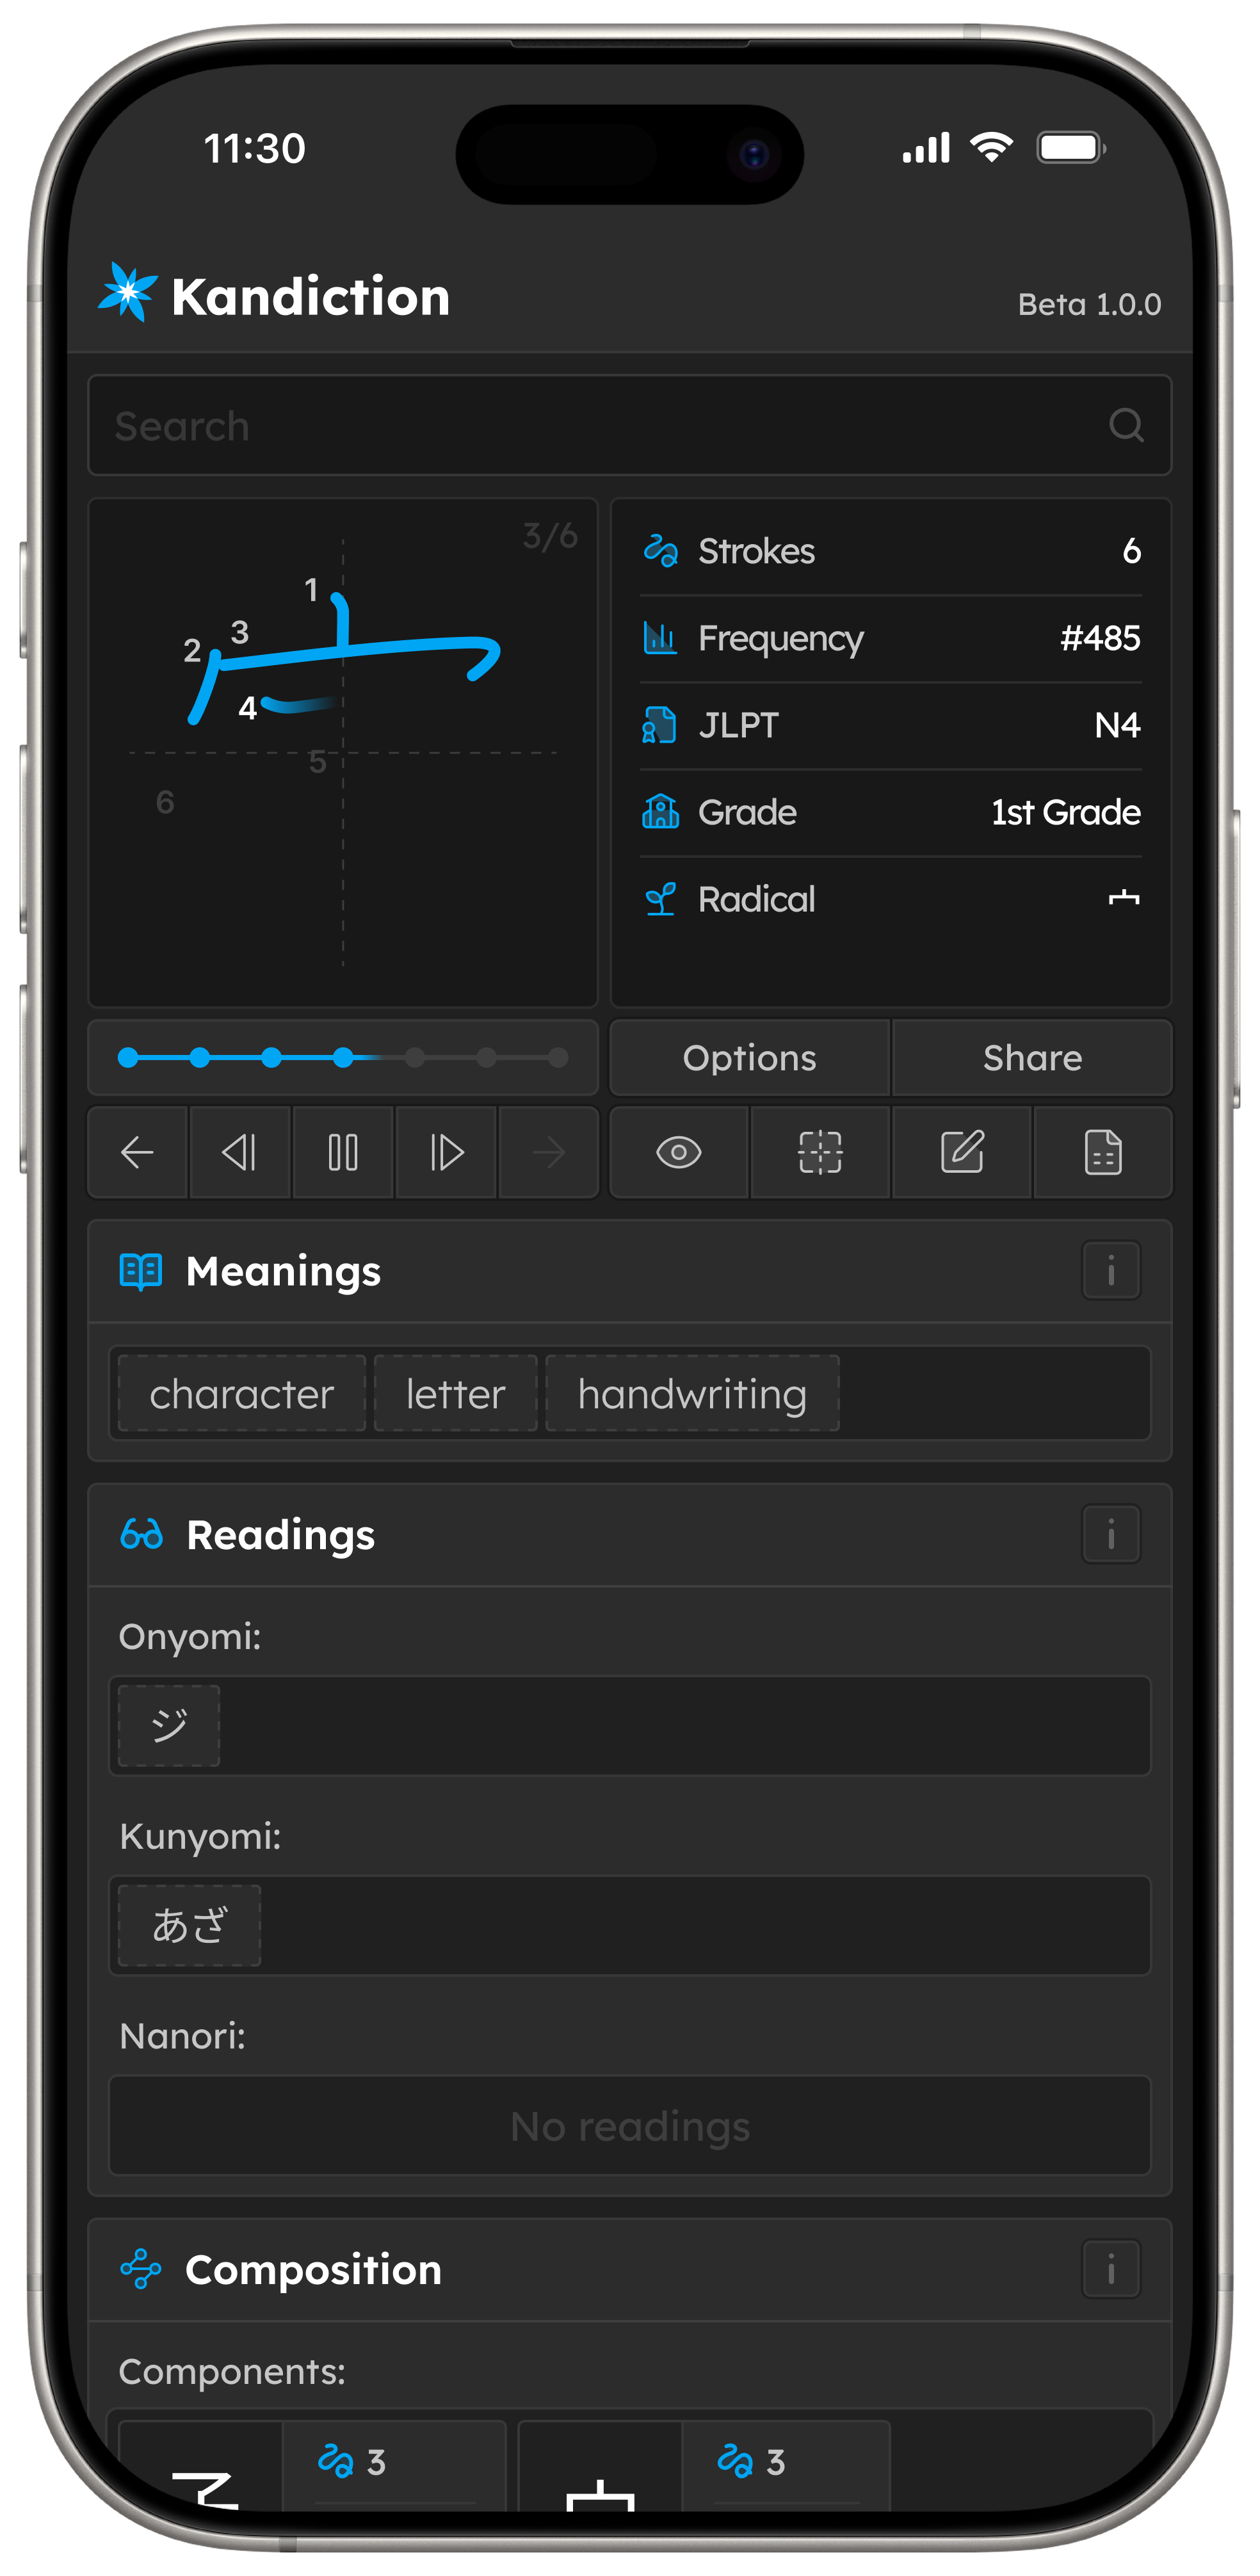 11:30
Kandiction
Beta 1.0.0
Search
3/6
1
2
3
4
5
6
Strokes 6
Frequency #485
JLPT N4
Grade 1st Grade
Radical 宀
Options
Share
Meanings
character letter handwriting
Readings
Onyomi:
ジ
Kunyomi:
あざ
Nanori:
No readings
Composition
Components:
3
3